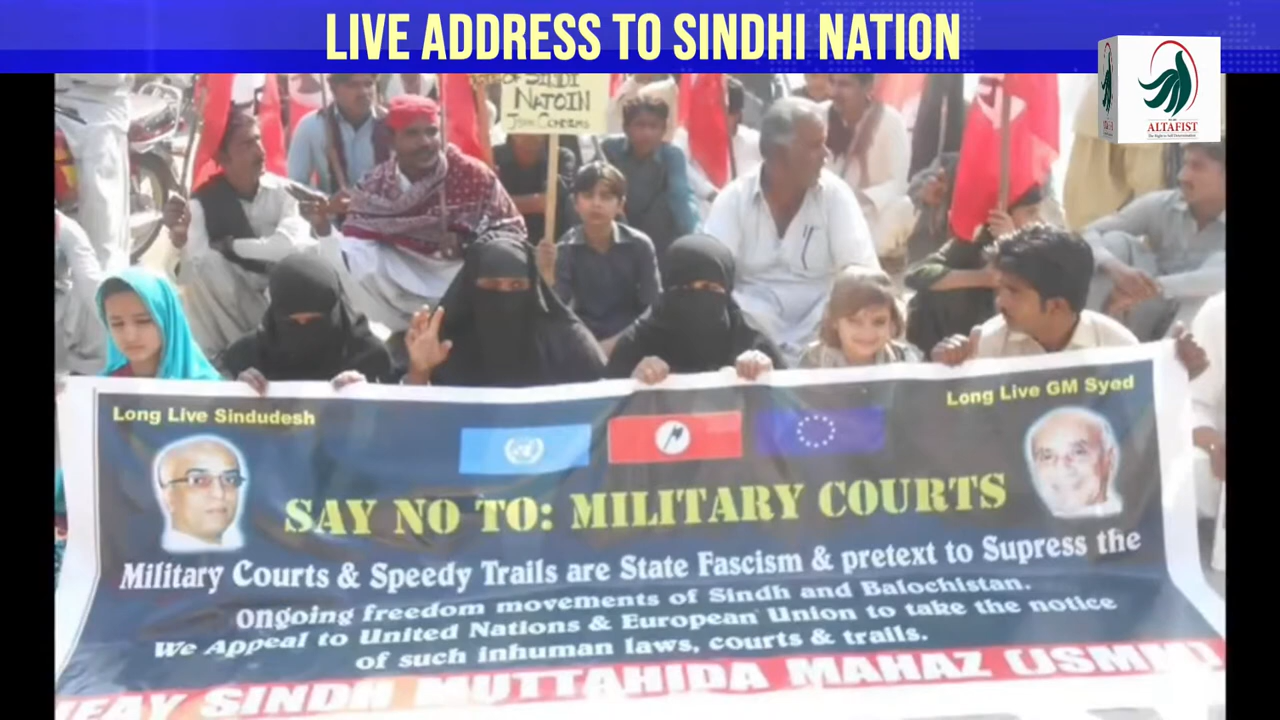 LIVE ADDRESS TO SINDHI NATION
ALTAFIST
SINDI
NATOIN
Long Live Sindudesh
Long Live GM Syed
SAY NO TO: MILITARY COURTS
Military Courts & Speedy Trails are State Fascism & pretext to Supress the
ongoing freedom movements of Sindh and Balochistan.
We Appeal to United Nations & European Union to take the notice
of such inhuman laws, courts & trails.
JEAY SINDH MUTTAHIDA MAHAZ (JSMM)